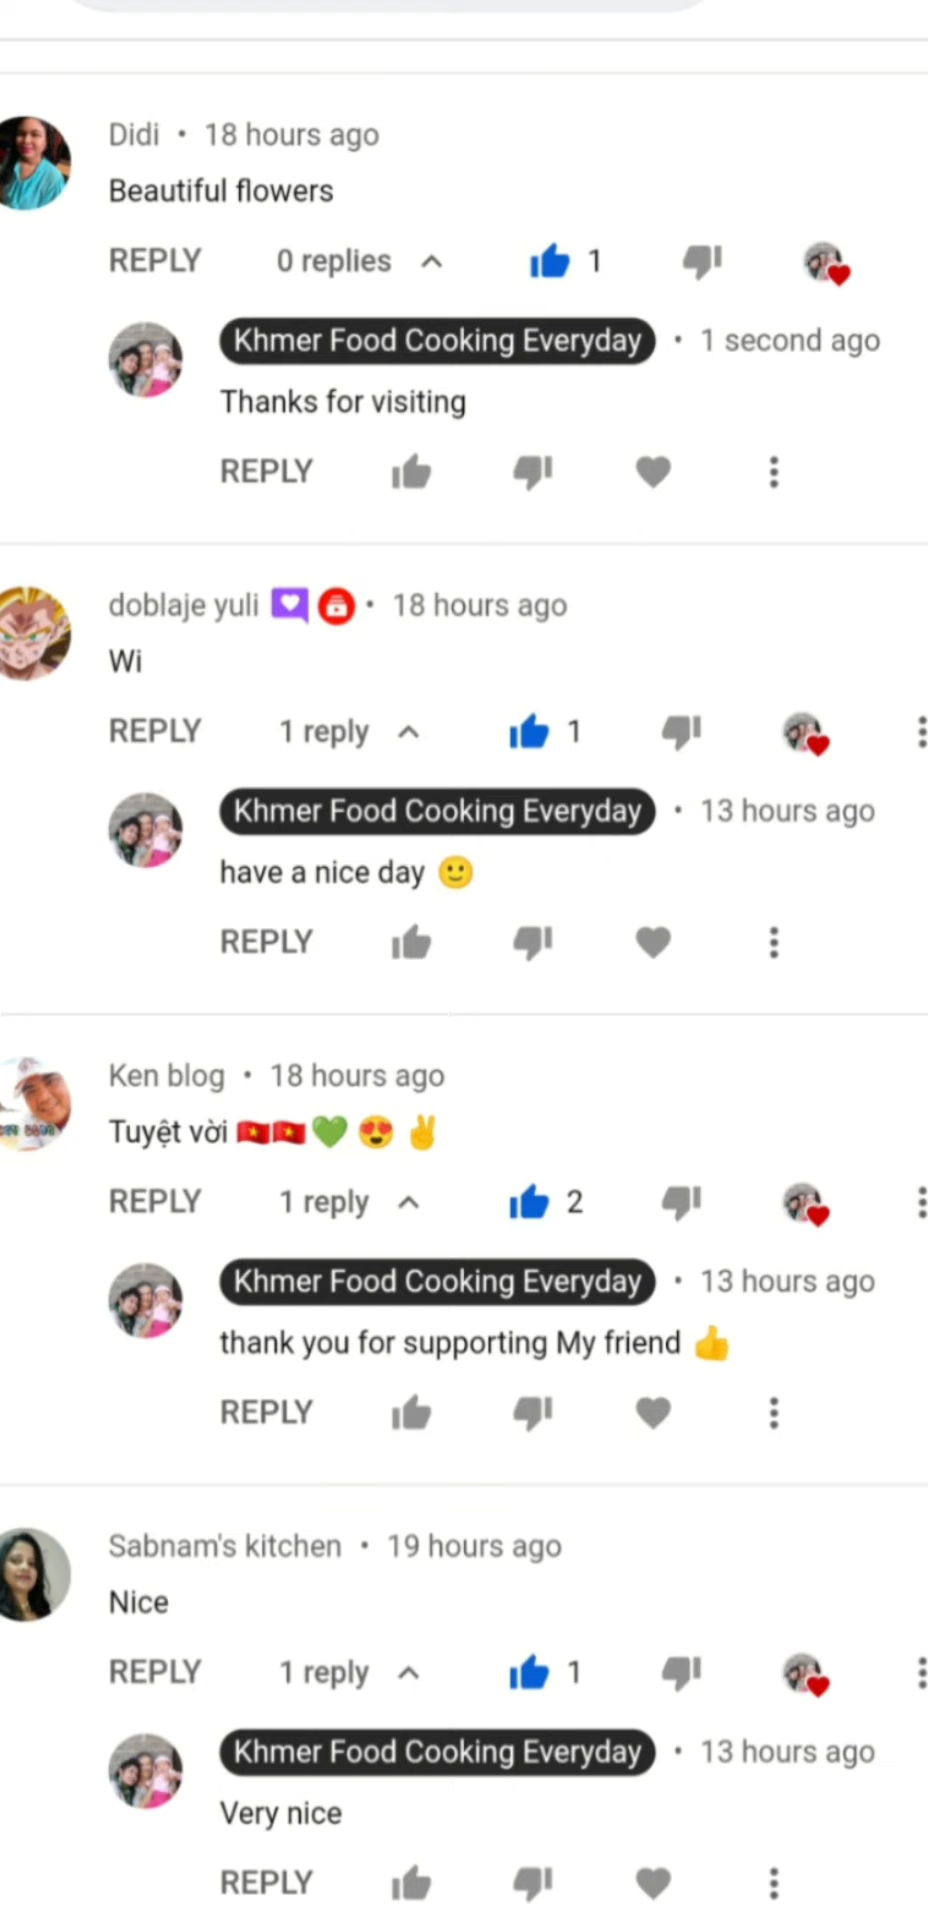 Didi • 18 hours ago
Beautiful flowers
REPLY 0 replies 1
Khmer Food Cooking Everyday • 1 second ago
Thanks for visiting
REPLY
doblaje yuli • 18 hours ago
Wi
REPLY 1 reply 1
Khmer Food Cooking Everyday • 13 hours ago
have a nice day 🙂
REPLY
Ken blog • 18 hours ago
Tuyệt vời 🇻🇳🇻🇳💚😍✌
REPLY 1 reply 2
Khmer Food Cooking Everyday • 13 hours ago
thank you for supporting My friend 👍
REPLY
Sabnam's kitchen • 19 hours ago
Nice
REPLY 1 reply 1
Khmer Food Cooking Everyday • 13 hours ago
Very nice
REPLY